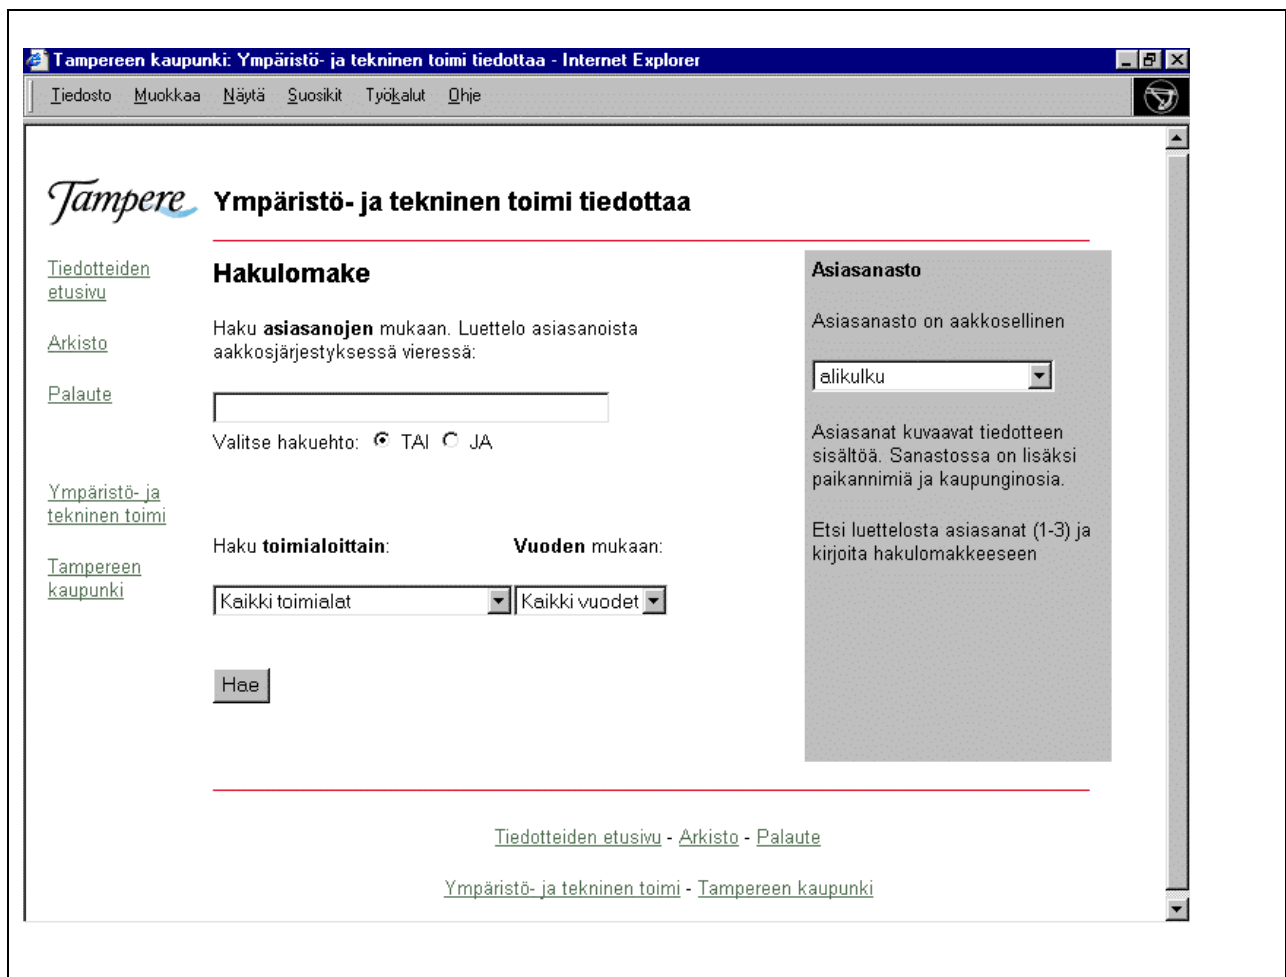 Tampereen kaupunki: Ympäristö- ja tekninen toimi tiedottaa - Internet Explorer
Tiedosto Muokkaa Näytä Suosikit Työkalut Ohje
Tampere
Ympäristö- ja tekninen toimi tiedottaa
Tiedotteiden
etusivu
Arkisto
Palaute
Ympäristö- ja
tekninen toimi
Tampereen
kaupunki
Hakulomake
Haku asiasanojen mukaan. Luettelo asiasanoista
aakkosjärjestyksessä vieressä:
Valitse hakuehto: TAI JA
Haku toimialoittain: Vuoden mukaan:
Kaikki toimialat Kaikki vuodet
Hae
Asiasanasto
Asiasanasto on aakkosellinen
alikulku
Asiasanat kuvaavat tiedotteen
sisältöä. Sanastossa on lisäksi
paikannimiä ja kaupunginosia.
Etsi luettelosta asiasanat (1-3) ja
kirjoita hakulomakkeeseen
Tiedotteiden etusivu - Arkisto - Palaute
Ympäristö- ja tekninen toimi - Tampereen kaupunki